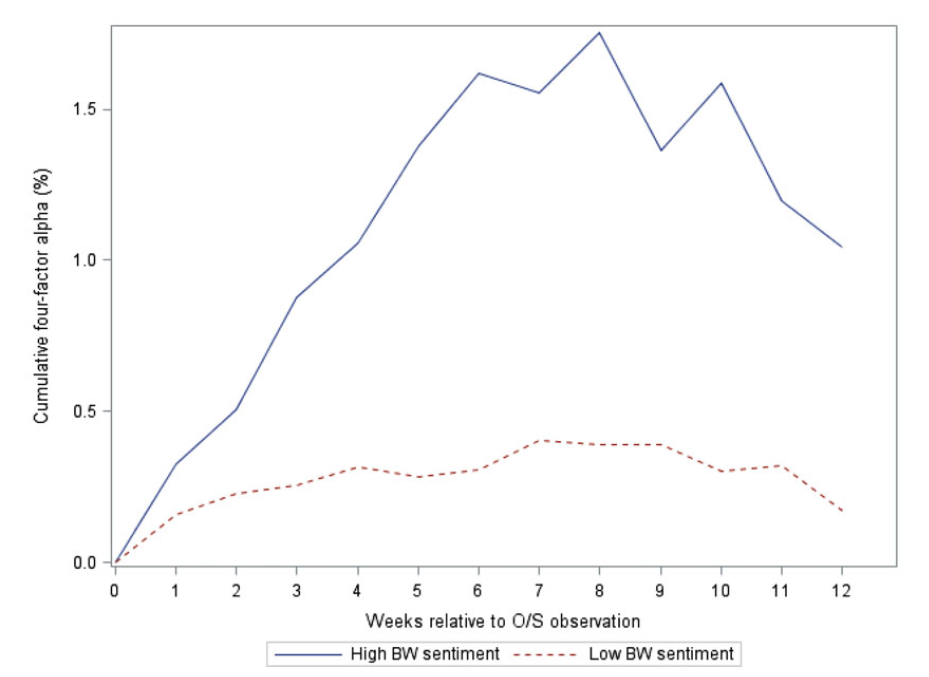 Cumulative four-factor alpha (%)
1.5
1.0
0.5
0.0
0 1 2 3 4 5 6 7 8 9 10 11 12
Weeks relative to O/S observation
High BW sentiment Low BW sentiment